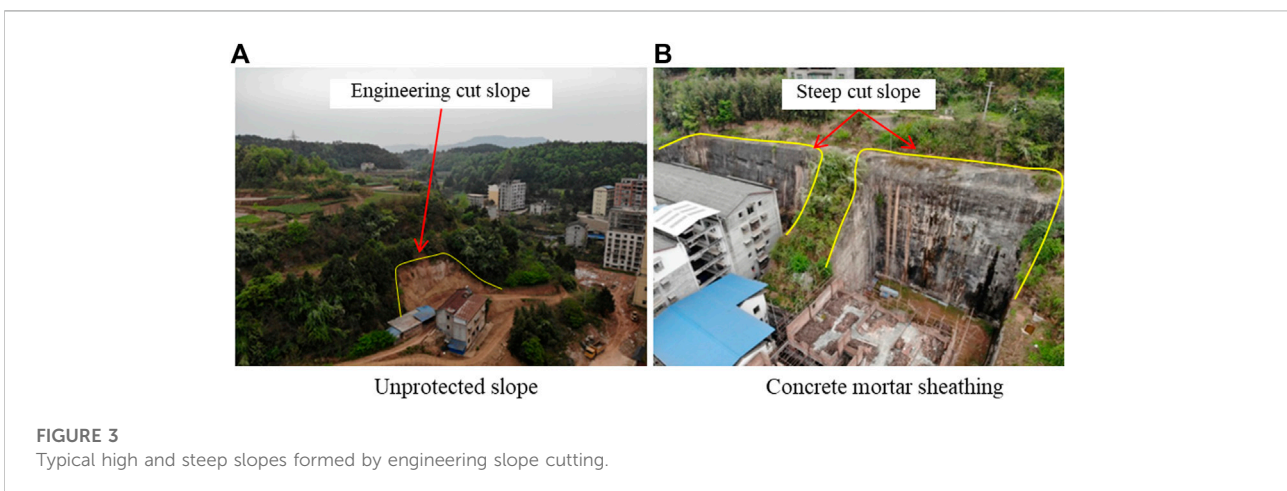 A
B
Engineering cut slope
Steep cut slope
Unprotected slope
Concrete mortar sheathing
FIGURE 3
Typical high and steep slopes formed by engineering slope cutting.